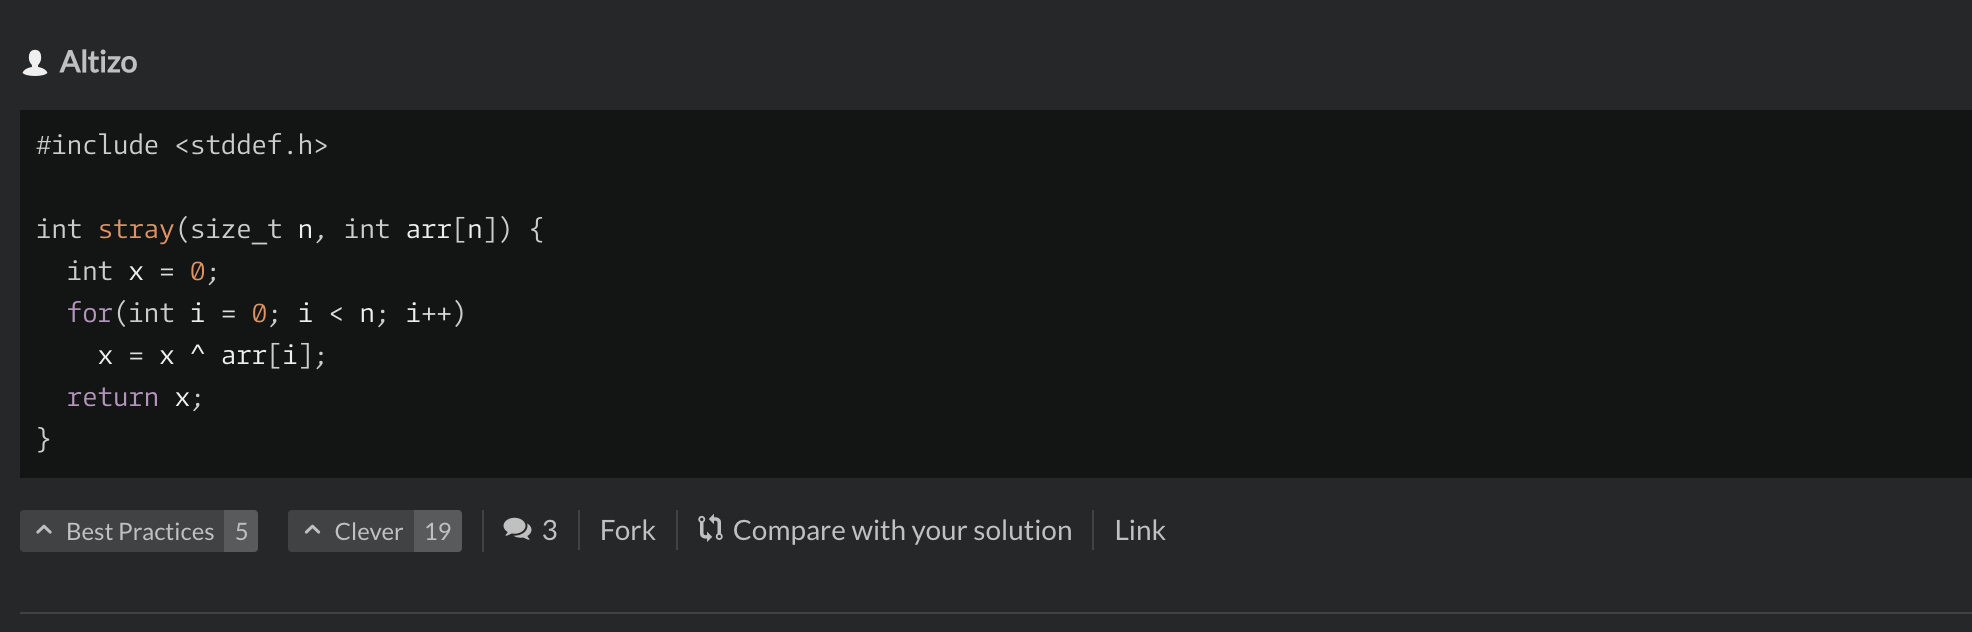 Altizo
#include <stddef.h>
int stray(size_t n, int arr[n]) {
  int x = 0;
  for(int i = 0; i < n; i++)
    x = x ^ arr[i];
  return x;
}
Best Practices 5 Clever 19 3 Fork Compare with your solution Link